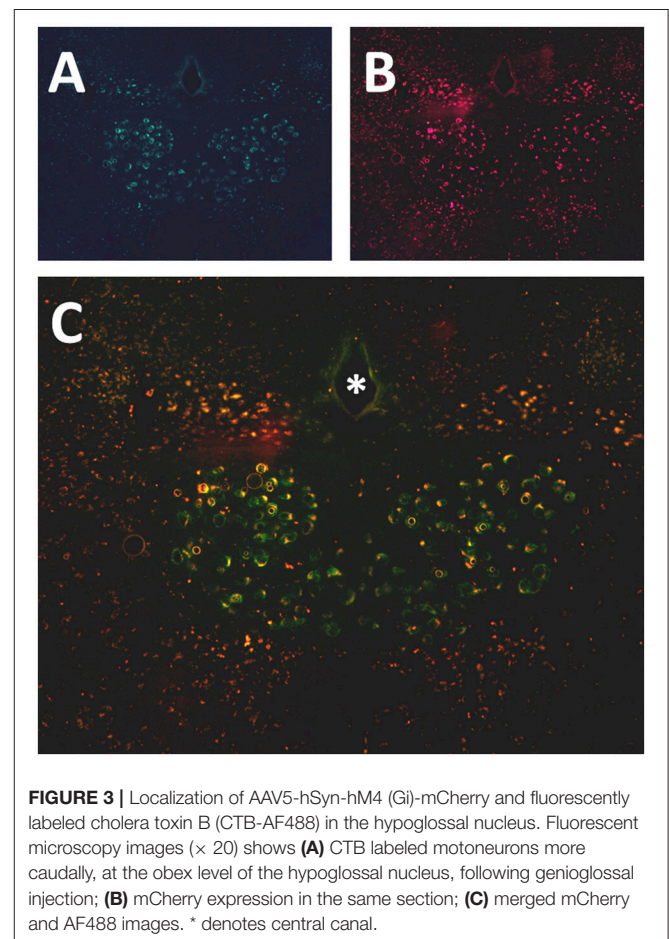 A
B
C
*
FIGURE 3 | Localization of AAV5-hSyn-hM4 (Gi)-mCherry and fluorescently
labeled cholera toxin B (CTB-AF488) in the hypoglossal nucleus. Fluorescent
microscopy images (× 20) shows (A) CTB labeled motoneurons more
caudally, at the obex level of the hypoglossal nucleus, following genioglossal
injection; (B) mCherry expression in the same section; (C) merged mCherry
and AF488 images. * denotes central canal.